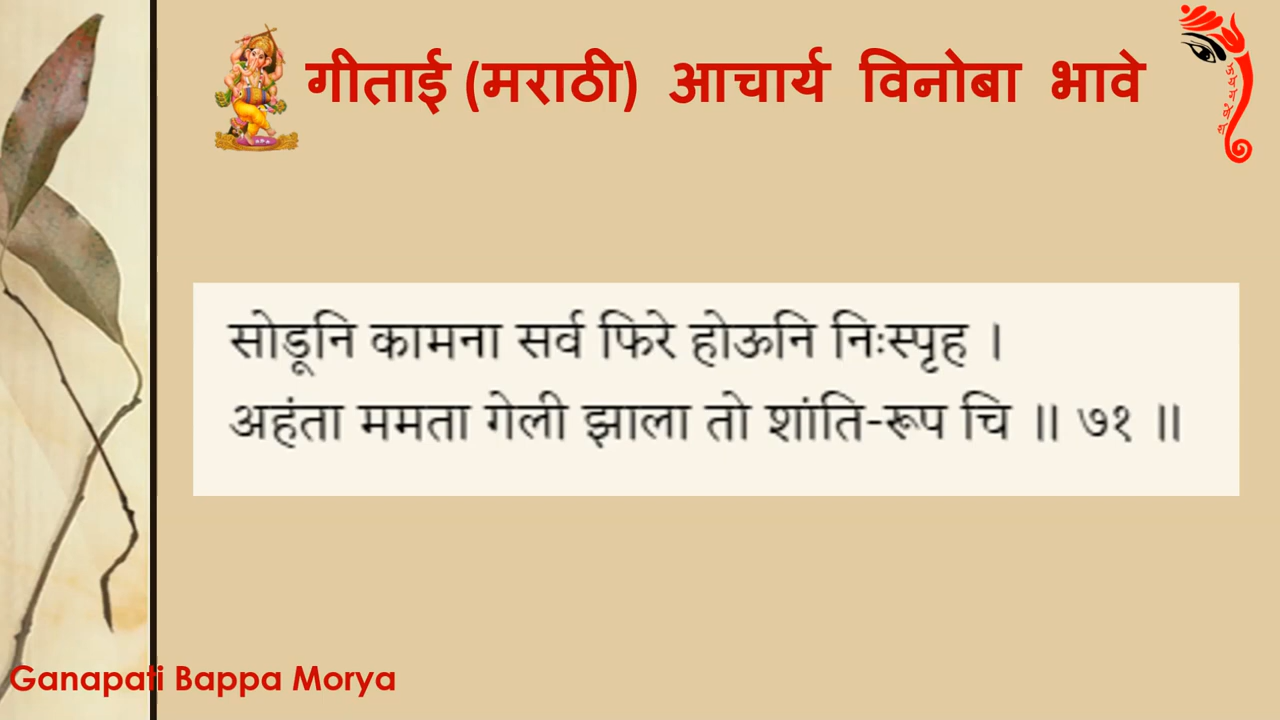 गीताई (मराठी) आचार्य विनोबा भावे
सोडूनि कामना सर्व फिरे होऊनि निःस्पृह ।
अहंता ममता गेली झाला तो शांति-रूप चि ॥ ७१ ॥
Ganapati Bappa Morya